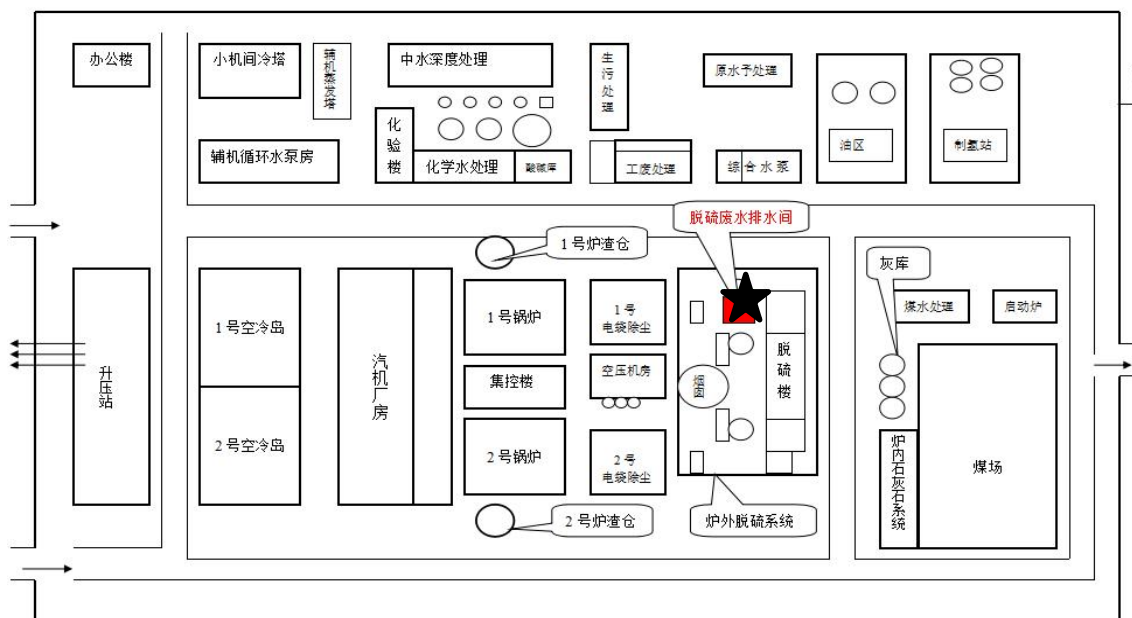 办公楼
小机间冷塔
辅机蒸发塔
中水深度处理
生污处理
原水予处理
油区
制氢站
辅机循环水泵房
化验楼
化学水处理
酸碱库
工废处理
综合水泵
脱硫废水排水间
1号炉渣仓
灰库
煤水处理
启动炉
升压站
1号空冷岛
2号空冷岛
汽机厂房
1号锅炉
集控楼
2号锅炉
1号
电袋除尘
空压机房
2号
电袋除尘
烟囱
脱硫楼
炉内石灰石系统
煤场
2号炉渣仓
炉外脱硫系统